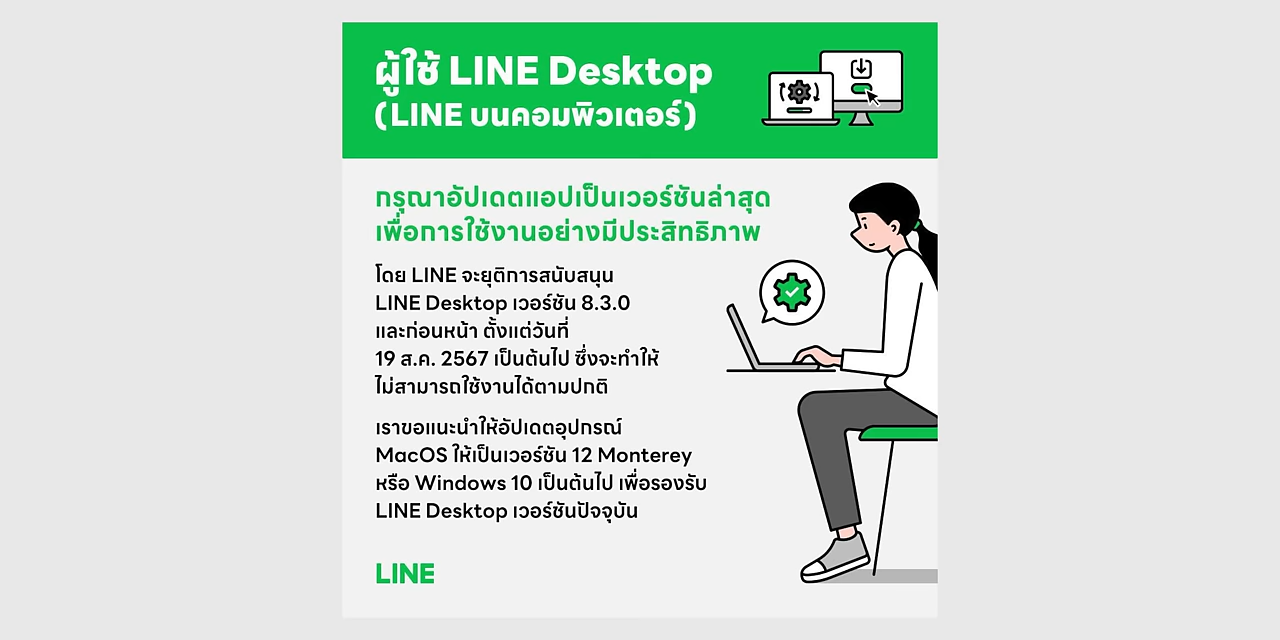 ผู้ใช้ LINE Desktop
(LINE บนคอมพิวเตอร์)
กรุณาอัปเดตแอปเป็นเวอร์ชันล่าสุด
เพื่อการใช้งานอย่างมีประสิทธิภาพ
โดย LINE จะยุติการสนับสนุน
LINE Desktop เวอร์ชัน 8.3.0
และก่อนหน้า ตั้งแต่วันที่
19 ส.ค. 2567 เป็นต้นไป ซึ่งจะทำให้
ไม่สามารถใช้งานได้ตามปกติ
เราขอแนะนำให้อัปเดตอุปกรณ์
MacOS ให้เป็นเวอร์ชัน 12 Monterey
หรือ Windows 10 เป็นต้นไป เพื่อรองรับ
LINE Desktop เวอร์ชันปัจจุบัน
LINE